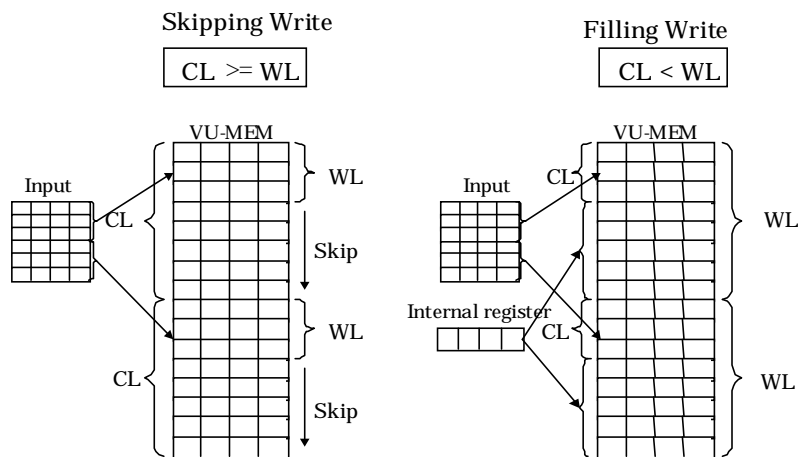 Skipping Write
CL >= WL
VU-MEM
Input
CL
WL
Skip
CL
WL
Skip
Filling Write
CL < WL
VU-MEM
Input
CL
WL
Internal register
CL
WL